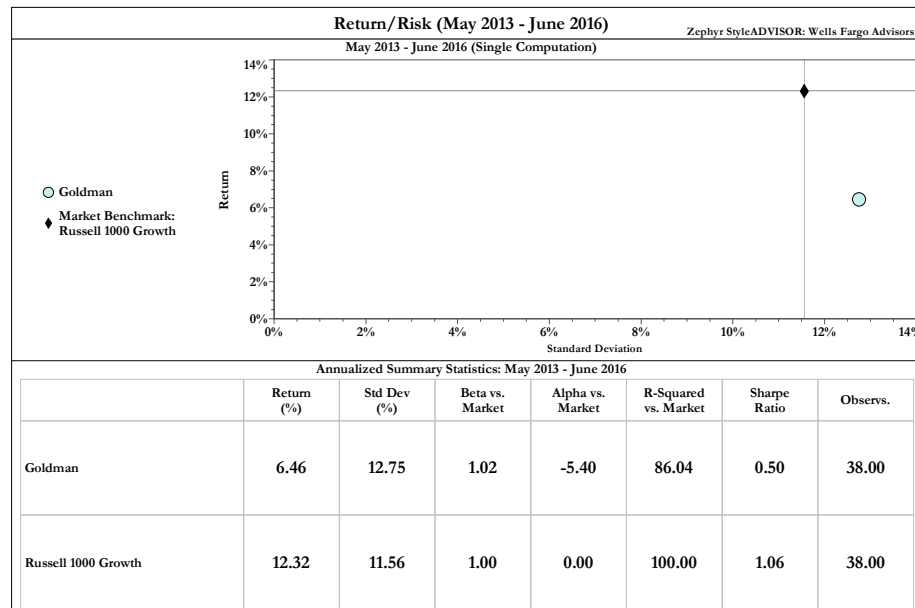 Return/Risk (May 2013 - June 2016)
Zephyr StyleADVISOR: Wells Fargo Advisors
May 2013 - June 2016 (Single Computation)
14%
12%
10%
8%
6%
4%
2%
0%
Return
Goldman
Market Benchmark:
Russell 1000 Growth
0% 2% 4% 6% 8% 10% 12% 14%
Standard Deviation
Annualized Summary Statistics: May 2013 - June 2016
Return (%) Std Dev (%) Beta vs. Market Alpha vs. Market R-Squared vs. Market Sharpe Ratio Observs.
Goldman 6.46 12.75 1.02 -5.40 86.04 0.50 38.00
Russell 1000 Growth 12.32 11.56 1.00 0.00 100.00 1.06 38.00